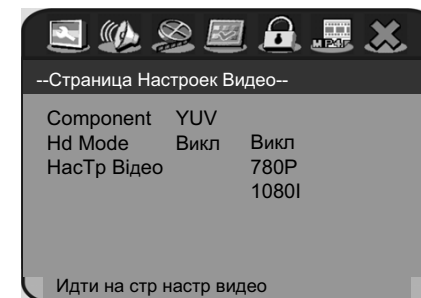 MP4
--Страница Настроек Видео--
Component YUV
Hd Mode Викл Викл
НасТр Відео 780P
1080I
Идти на стр настр видео